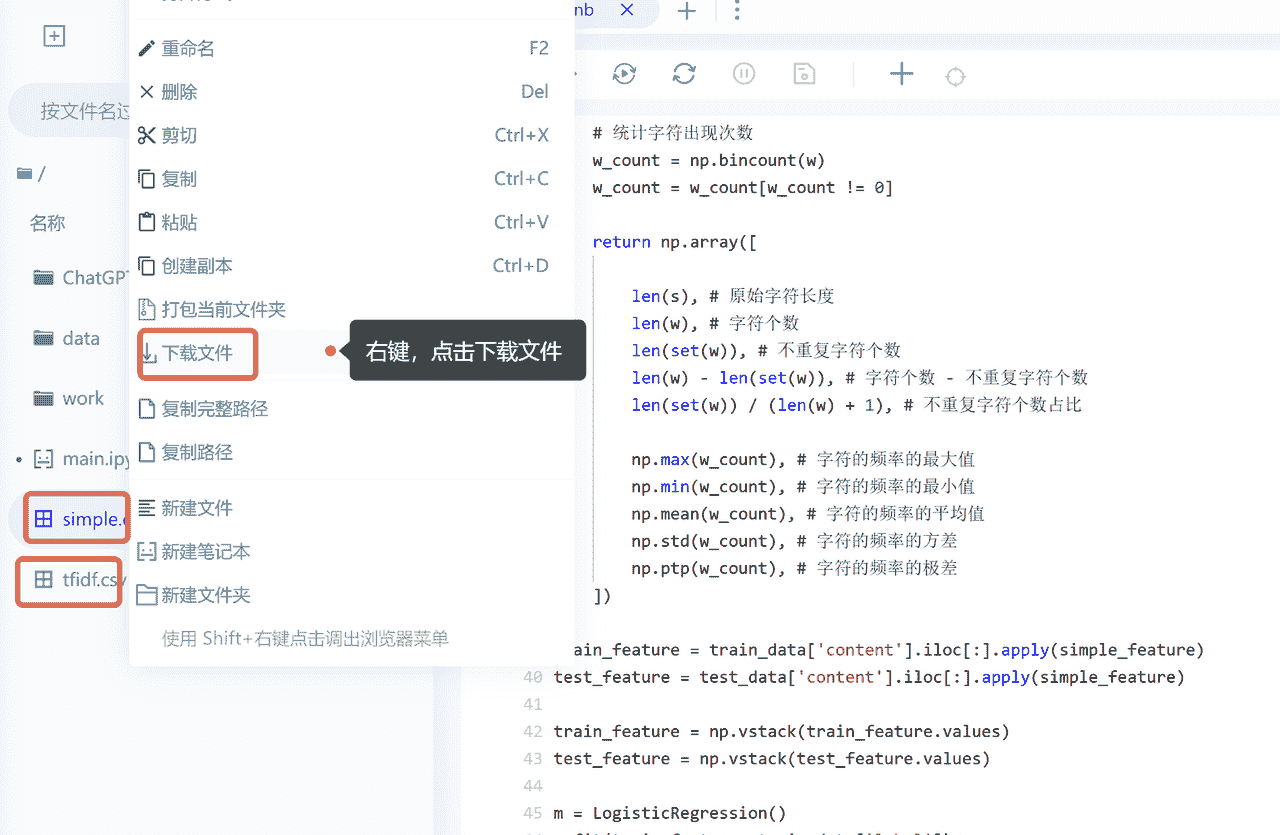 nb
按文件名过
/
名称
ChatGPT
data
work
main.ipy
simple.c
tfidf.csv
重命名 F2
删除 Del
剪切 Ctrl+X
复制 Ctrl+C
粘贴 Ctrl+V
创建副本 Ctrl+D
打包当前文件夹
下载文件
右键，点击下载文件
复制完整路径
复制路径
新建文件
新建笔记本
新建文件夹
使用 Shift+右键点击调出浏览器菜单
# 统计字符出现次数
w_count = np.bincount(w)
w_count = w_count[w_count != 0]
return np.array([
len(s), # 原始字符长度
len(w), # 字符个数
len(set(w)), # 不重复字符个数
len(w) - len(set(w)), # 字符个数 - 不重复字符个数
len(set(w)) / (len(w) + 1), # 不重复字符个数占比
np.max(w_count), # 字符的频率的最大值
np.min(w_count), # 字符的频率的最小值
np.mean(w_count), # 字符的频率的平均值
np.std(w_count), # 字符的频率的方差
np.ptp(w_count), # 字符的频率的极差
])
ain_feature = train_data['content'].iloc[:].apply(simple_feature)
40 test_feature = test_data['content'].iloc[:].apply(simple_feature)
41
42 train_feature = np.vstack(train_feature.values)
43 test_feature = np.vstack(test_feature.values)
44
45 m = LogisticRegression()